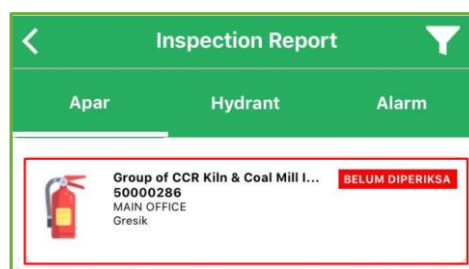 Inspection Report
Apar Hydrant Alarm
Group of CCR Kiln & Coal Mill I... BELUM DIPERIKSA
50000286
MAIN OFFICE
Gresik